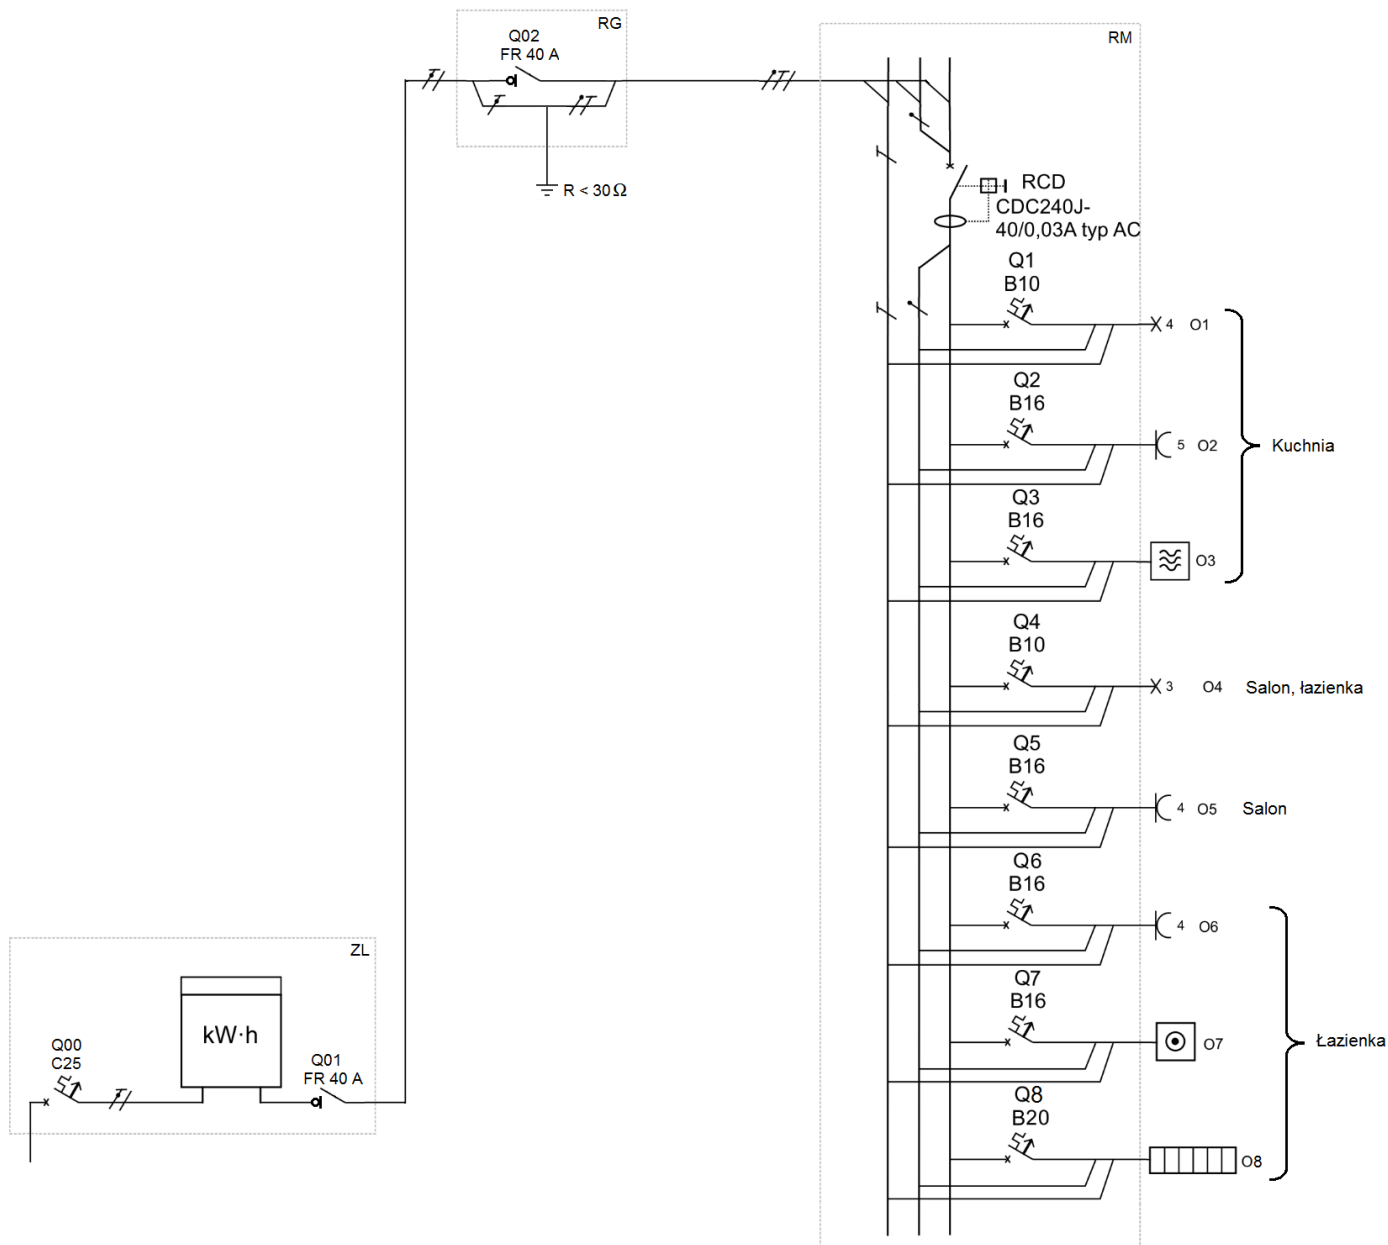 RG
Q02
FR 40 A
R < 30 Ω
RM
RCD
CDC240J-
40/0,03A typ AC
Q1
B10
4 O1
Q2
B16
5 O2
Kuchnia
Q3
B16
O3
Q4
B10
3 O4 Salon, łazienka
Q5
B16
4 O5 Salon
Q6
B16
4 O6
Q7
B16
O7
Łazienka
Q8
B20
O8
ZL
kW·h
Q00
C25
Q01
FR 40 A